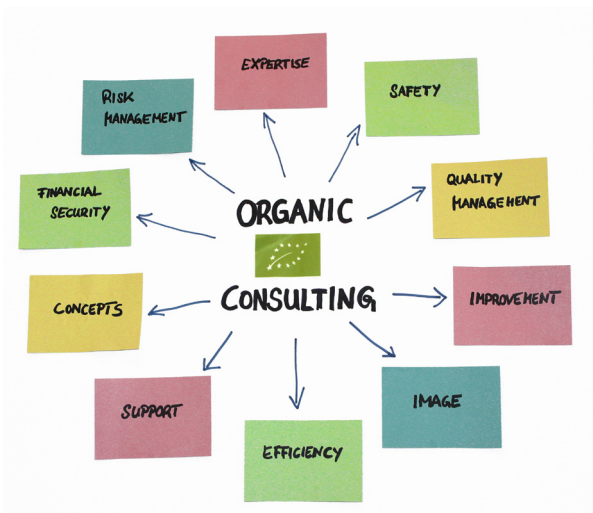 EXPERTISE
SAFETY
RISK
MANAGEMENT
QUALITY
MANAGEMENT
FINANCIAL
SECURITY
ORGANIC
CONSULTING
CONCEPTS
IMPROVEMENT
SUPPORT
IMAGE
EFFICIENCY